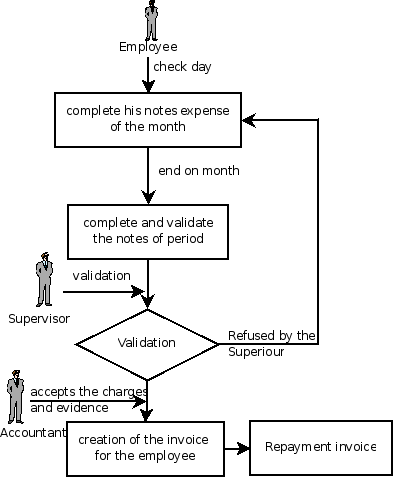 Employee
check day
complete his notes expense
of the month
end on month
complete and validate
the notes of period
validation
Supervisor
Validation
Refused by the
Superiour
accepts the charges
and evidence
Accountant
creation of the invoice
for the employee
Repayment invoice